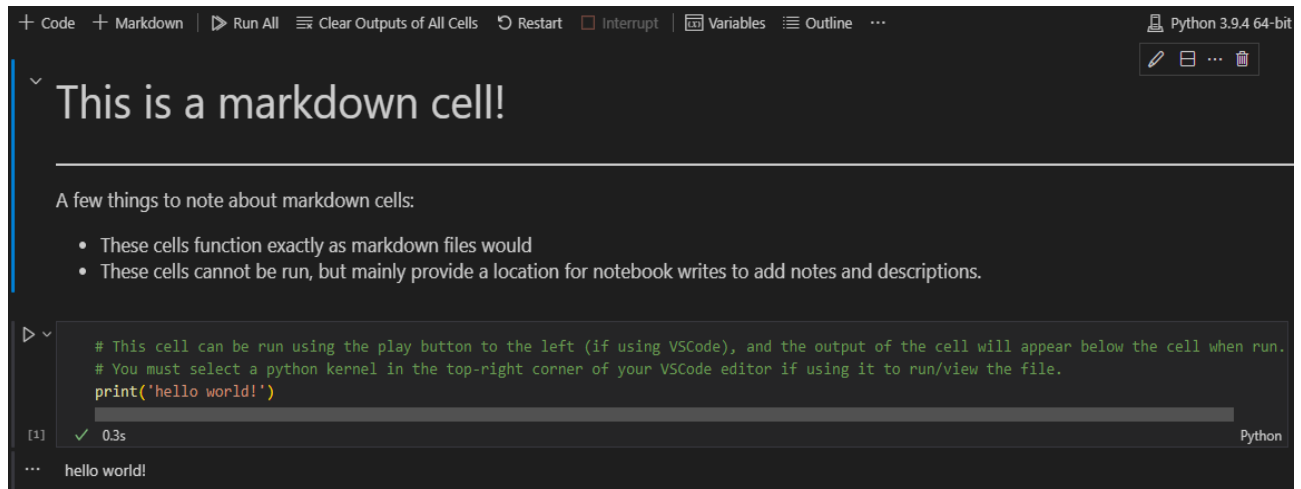 + Code + Markdown | Run All Clear Outputs of All Cells Restart Interrupt | Variables Outline ... Python 3.9.4 64-bit
This is a markdown cell!
A few things to note about markdown cells:
• These cells function exactly as markdown files would
• These cells cannot be run, but mainly provide a location for notebook writes to add notes and descriptions.
# This cell can be run using the play button to the left (if using VSCode), and the output of the cell will appear below the cell when run.
# You must select a python kernel in the top-right corner of your VSCode editor if using it to run/view the file.
print('hello world!')
[1] ✓ 0.3s Python
... hello world!